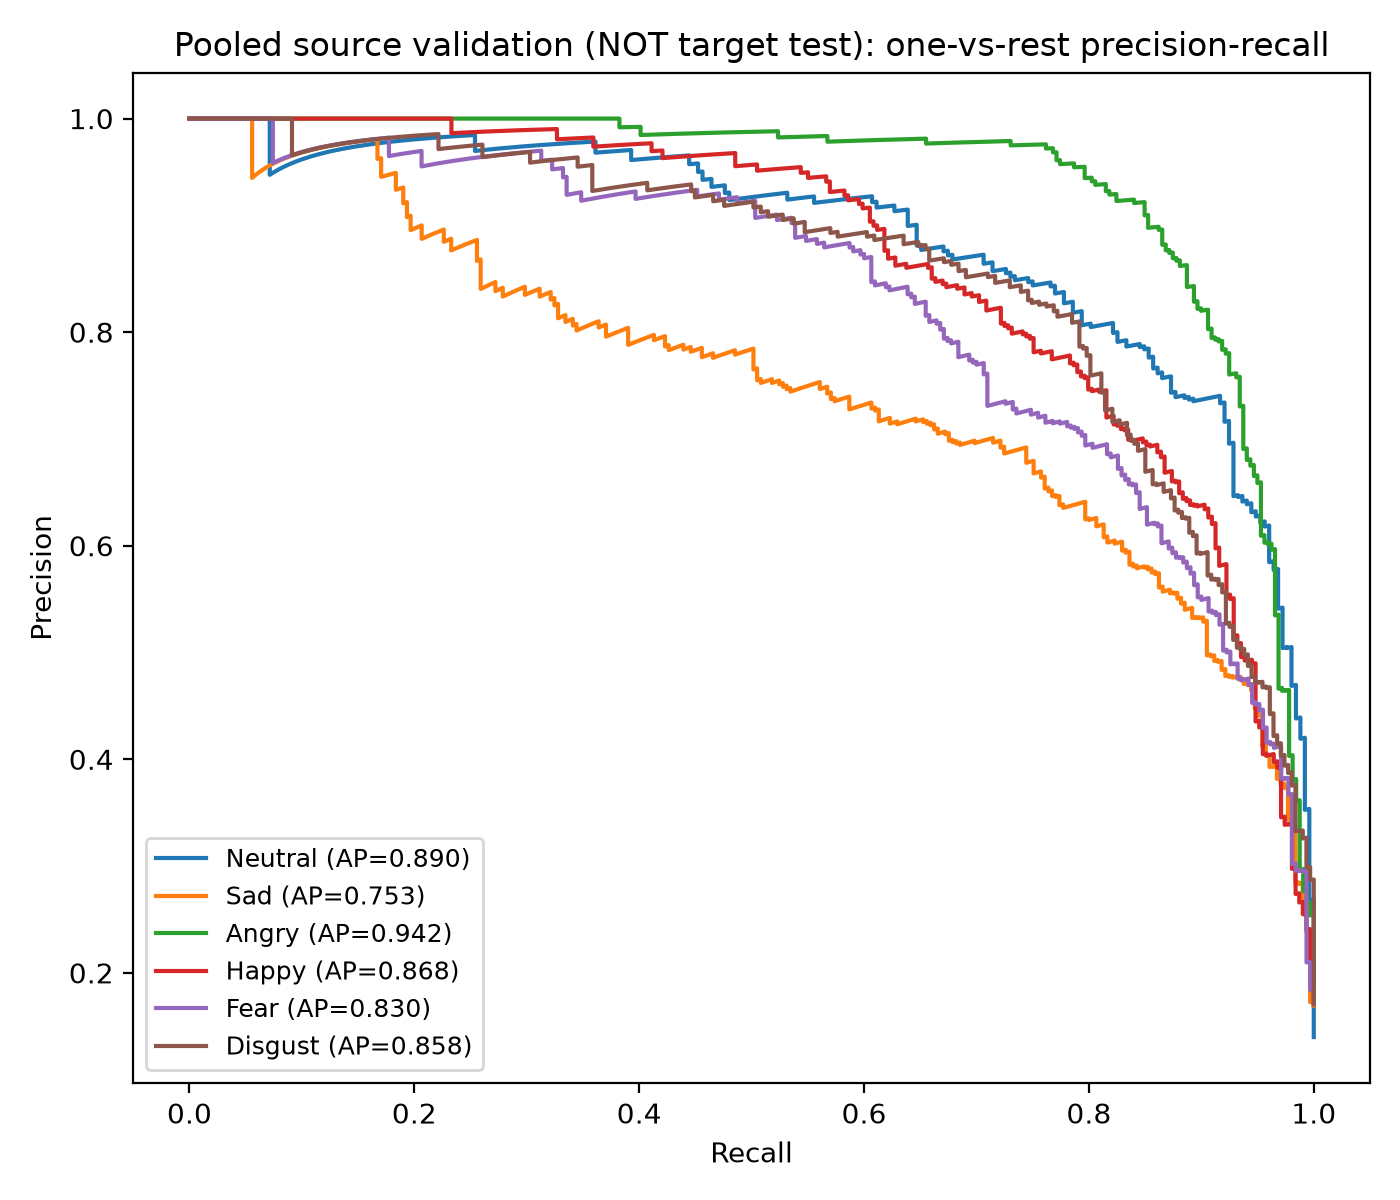 Pooled source validation (NOT target test): one-vs-rest precision-recall
1.0
0.8
0.6
0.4
0.2
Precision
Neutral (AP=0.890)
Sad (AP=0.753)
Angry (AP=0.942)
Happy (AP=0.868)
Fear (AP=0.830)
Disgust (AP=0.858)
0.0 0.2 0.4 0.6 0.8 1.0
Recall